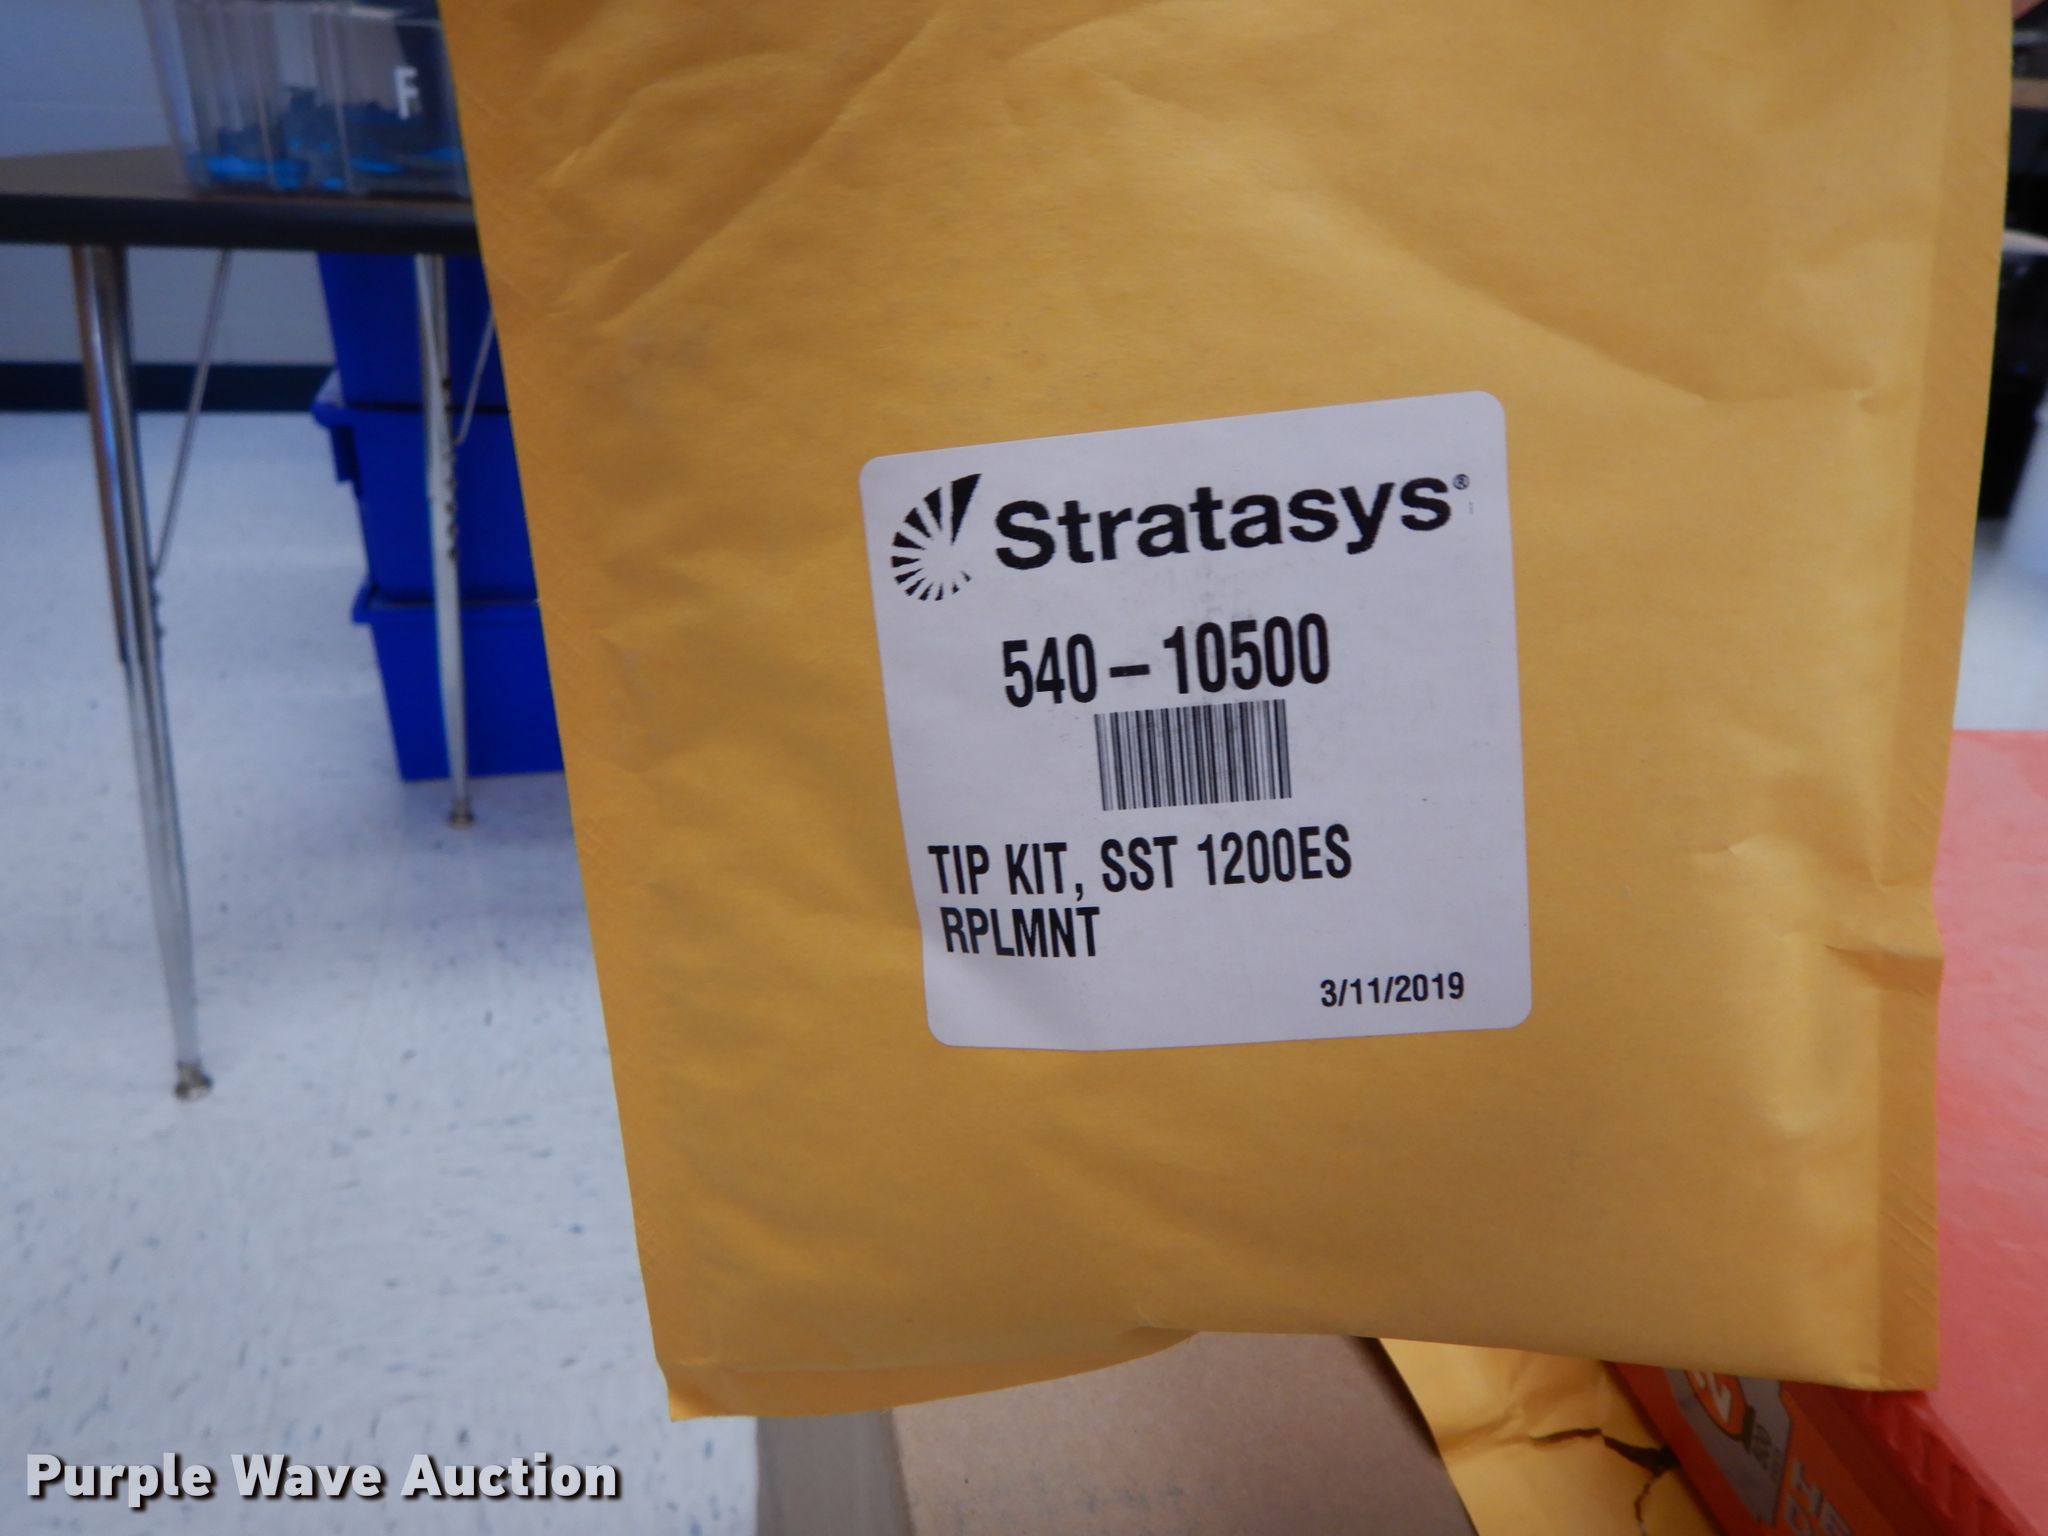 F
Stratasys®
540-10500
TIP KIT, SST 1200ES
RPLMNT
3/11/2019
Purple Wave Auction